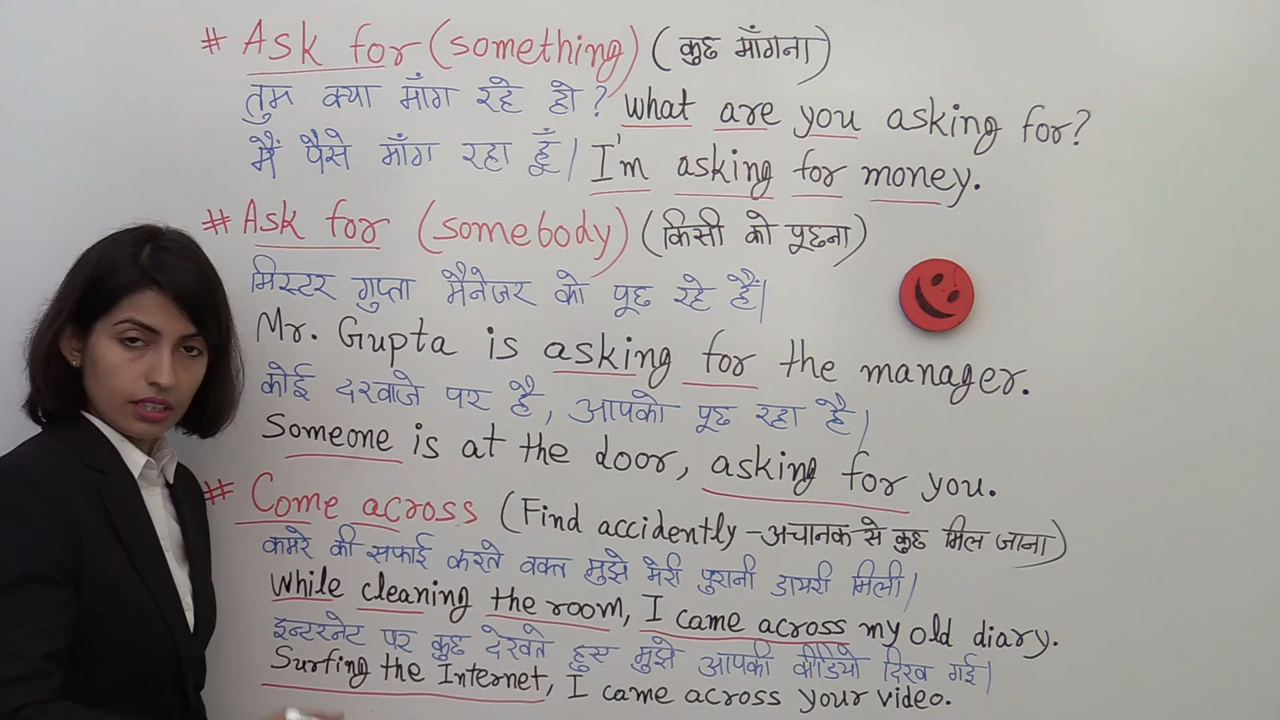 # Ask for (something) (कुछ माँगना)
तुम क्या माँग रहे हो? what are you asking for?
मैं पैसे माँग रहा हूँ। I'm asking for money.
# Ask for (somebody) (किसी को पूछना)
मिस्टर गुप्ता मैनेजर को पूछ रहे हैं।
Mr. Gupta is asking for the manager.
कोई दरवाजे पर है, आपको पूछ रहा है।
Someone is at the door, asking for you.
# Come across (Find accidently - अचानक से कुछ मिल जाना)
कमरे की सफाई करते वक्त मुझे मेरी पुरानी डायरी मिली।
While cleaning the room, I came across my old diary.
इन्टरनेट पर कुछ देखते हुए मुझे आपकी वीडियो दिख गई।
Surfing the Internet, I came across your video.